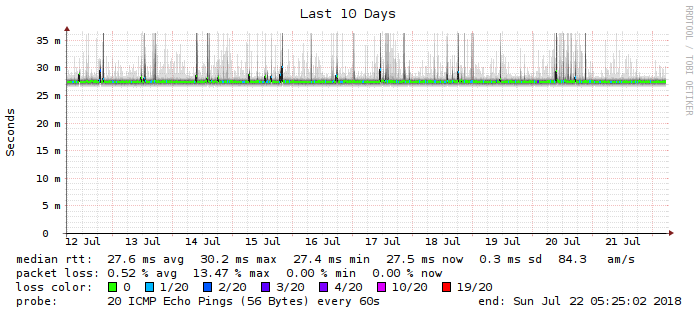 Last 10 Days
RRDTOOL / TOBI OETIKER
Seconds
35 m
30 m
25 m
20 m
15 m
10 m
5 m
0
12 Jul 13 Jul 14 Jul 15 Jul 16 Jul 17 Jul 18 Jul 19 Jul 20 Jul 21 Jul
median rtt: 27.6 ms avg 30.2 ms max 27.4 ms min 27.5 ms now 0.3 ms sd 84.3 am/s
packet loss: 0.52 % avg 13.47 % max 0.00 % min 0.00 % now
loss color: 0 1/20 2/20 3/20 4/20 10/20 19/20
probe: 20 ICMP Echo Pings (56 Bytes) every 60s end: Sun Jul 22 05:25:02 2018